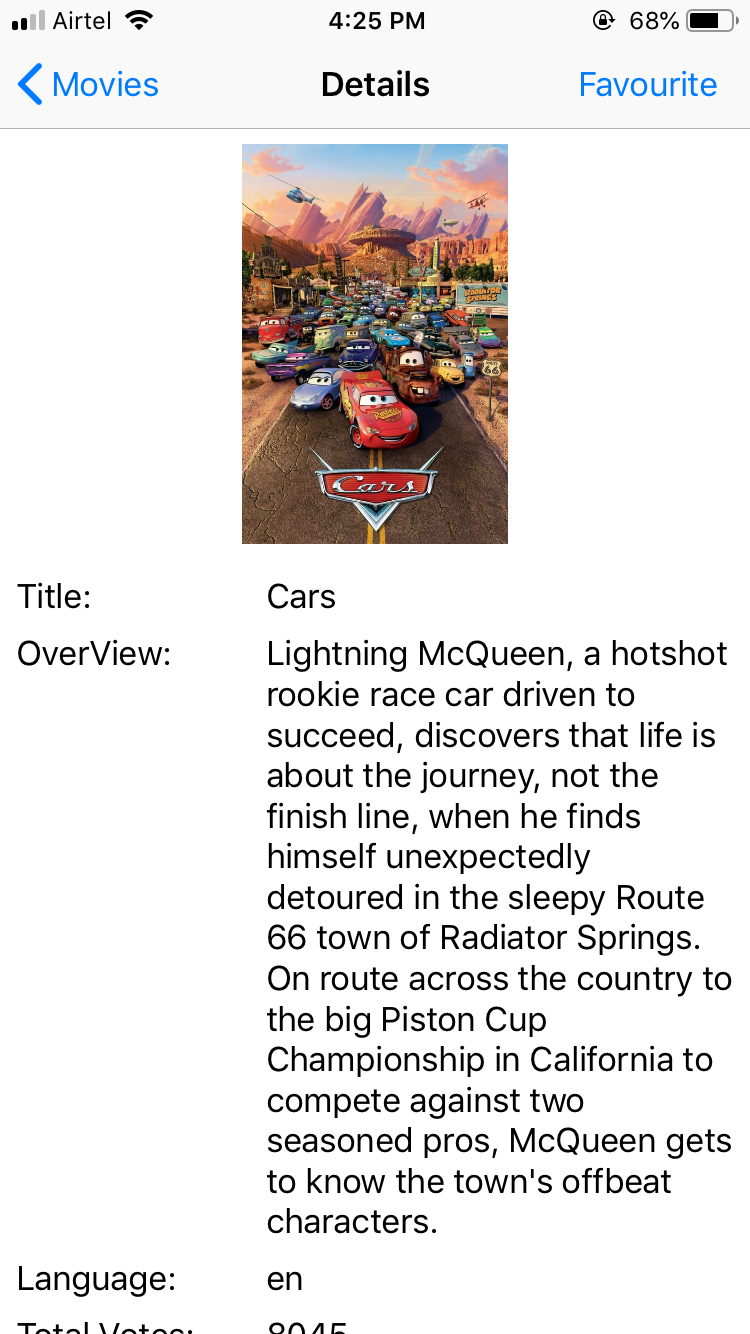 Airtel 4:25 PM 68%
Movies Details Favourite
RADIATOR
SPRINGS
66
Cars
Title: Cars
OverView: Lightning McQueen, a hotshot
rookie race car driven to
succeed, discovers that life is
about the journey, not the
finish line, when he finds
himself unexpectedly
detoured in the sleepy Route
66 town of Radiator Springs.
On route across the country to
the big Piston Cup
Championship in California to
compete against two
seasoned pros, McQueen gets
to know the town's offbeat
characters.
Language: en
Total Votes: 8045